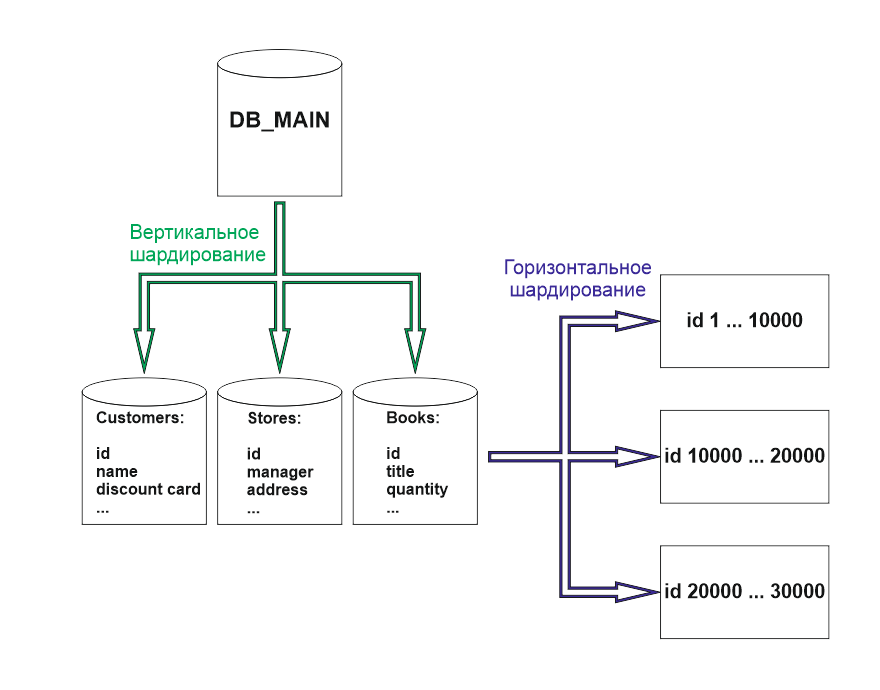 DB_MAIN
Вертикальное
шардирование
Горизонтальное
шардирование
id 1 ... 10000
Customers:
id
name
discount card
...
Stores:
id
manager
address
...
Books:
id
title
quantity
...
id 10000 ... 20000
id 20000 ... 30000